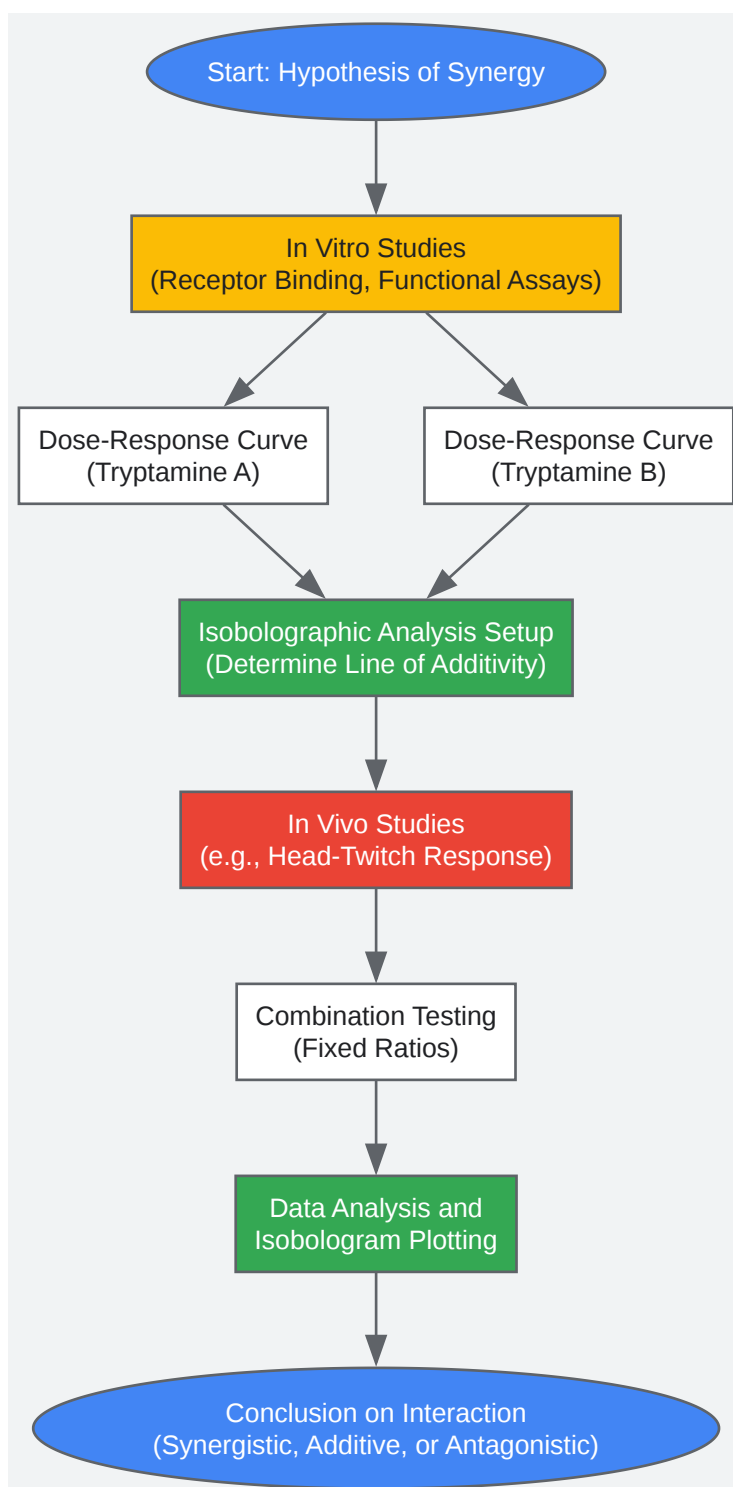 Start: Hypothesis of Synergy
In Vitro Studies
(Receptor Binding, Functional Assays)
Dose-Response Curve
(Tryptamine A)
Dose-Response Curve
(Tryptamine B)
Isobolographic Analysis Setup
(Determine Line of Additivity)
In Vivo Studies
(e.g., Head-Twitch Response)
Combination Testing
(Fixed Ratios)
Data Analysis and
Isobologram Plotting
Conclusion on Interaction
(Synergistic, Additive, or Antagonistic)